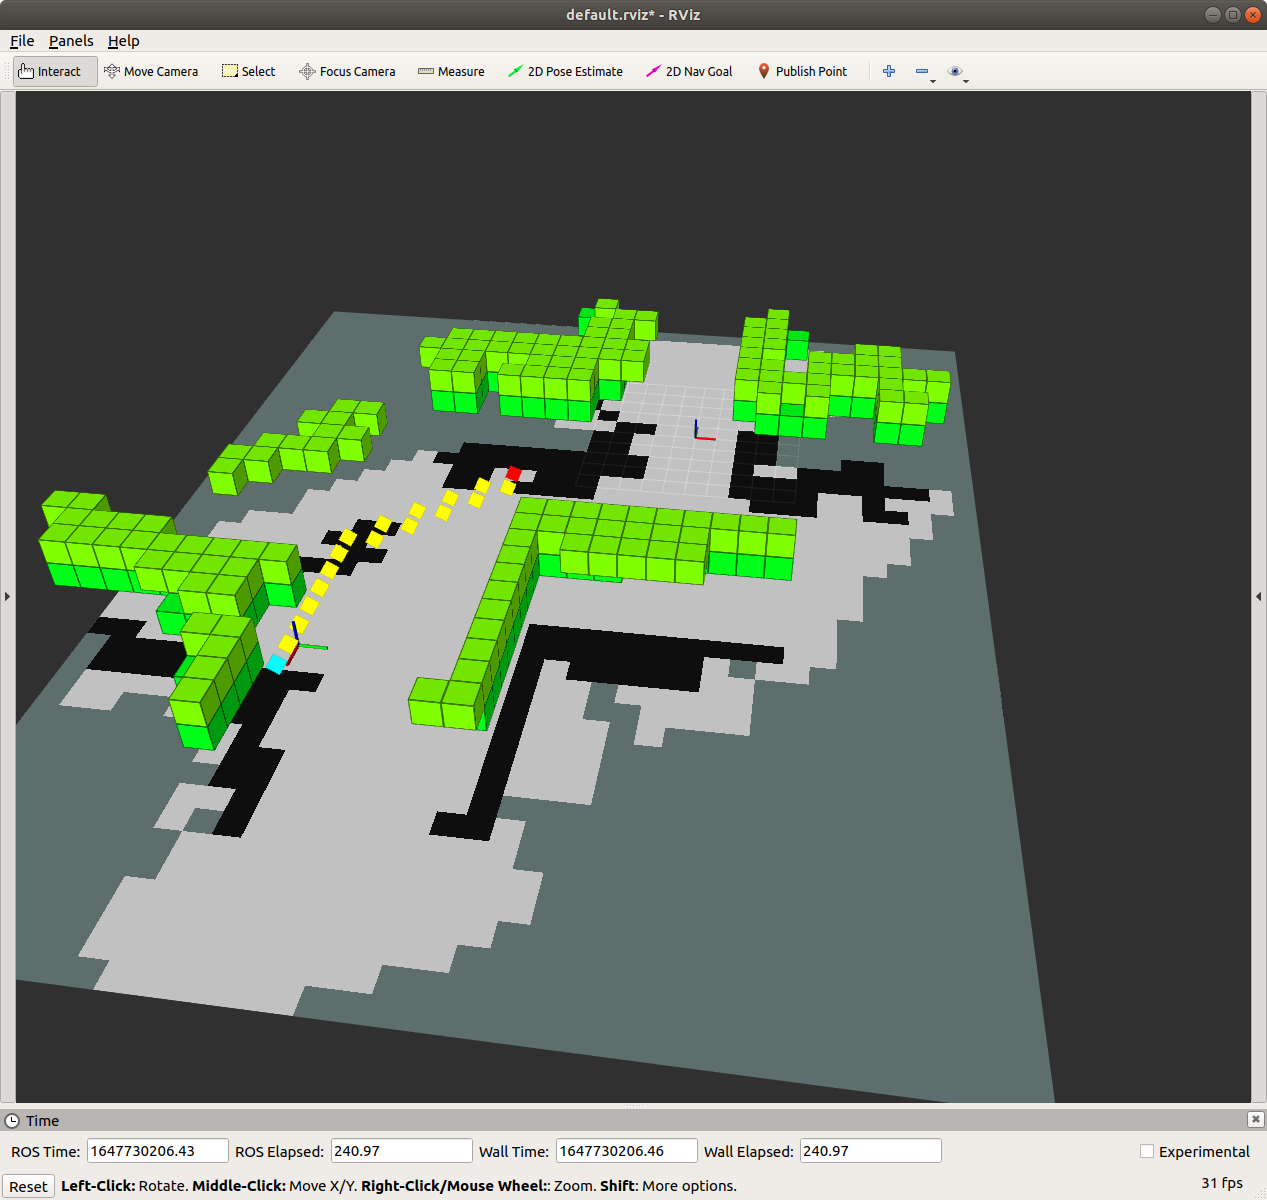 default.rviz* - RViz
File Panels Help
Interact Move Camera Select Focus Camera Measure 2D Pose Estimate 2D Nav Goal Publish Point
Time
ROS Time: 1647730206.43 ROS Elapsed: 240.97 Wall Time: 1647730206.46 Wall Elapsed: 240.97 Experimental
Reset Left-Click: Rotate. Middle-Click: Move X/Y. Right-Click/Mouse Wheel:: Zoom. Shift: More options. 31 fps